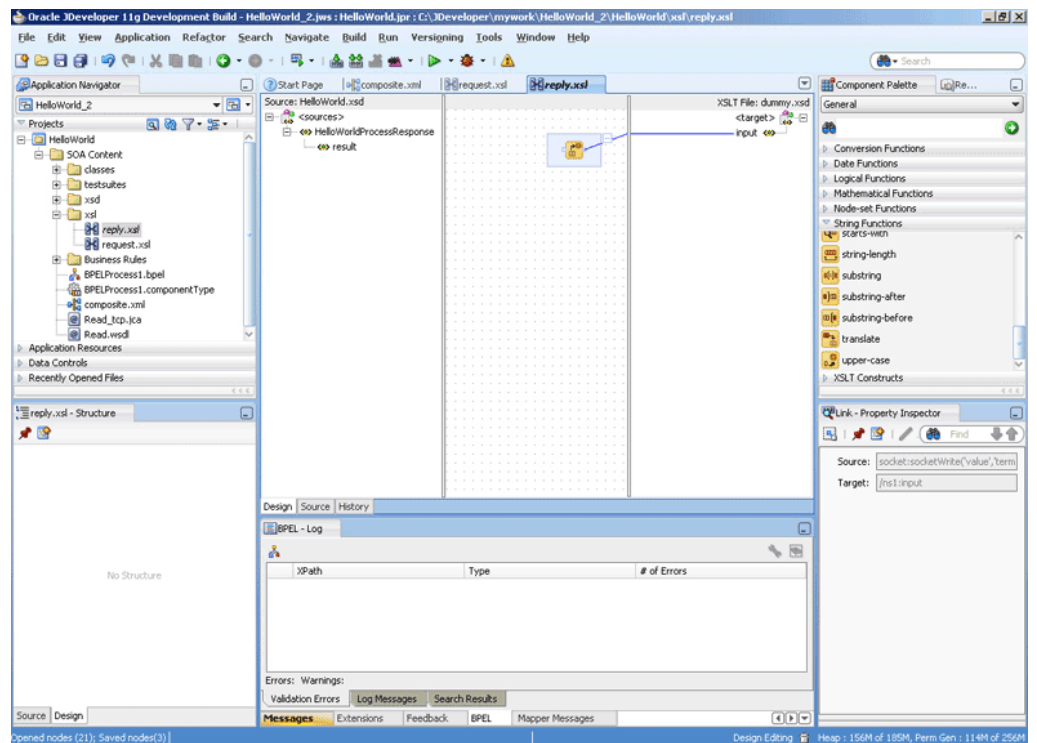 Oracle JDeveloper 11g Development Build - HelloWorld_2.jws : HelloWorld.jpr : C:\JDeveloper\mywork\HelloWorld_2\HelloWorld\xsl\reply.xsl
File Edit View Application Refactor Search Navigate Build Run Versigning Tools Window Help
Search
Application Navigator
HelloWorld_2
Projects
HelloWorld
SOA Content
classes
testsuites
xsd
xsl
reply.xsl
request.xsl
Business Rules
BPELProcess1.bpel
BPELProcess1.componentType
composite.xml
Read_tcp.jca
Read.wsdl
Application Resources
Data Controls
Recently Opened Files
reply.xsl - Structure
No Structure
Source Design
Start Page composite.xml request.xsl reply.xsl
Source: HelloWorld.xsd XSLT File: dummy.xsd
<sources> <target>
HelloWorldProcessResponse input
result
Design Source History
BPEL - Log
XPath Type # of Errors
Errors: Warnings:
Validation Errors Log Messages Search Results
Messages Extensions Feedback BPEL Mapper Messages
Component Palette Re...
General
Conversion Functions
Date Functions
Logical Functions
Mathematical Functions
Node-set Functions
String Functions
starts-with
string-length
substring
substring-after
substring-before
translate
upper-case
XSLT Constructs
Link - Property Inspector
Find
Source: socket:socketWrite('value','term
Target: /ns1:input
Opened nodes (21); Saved nodes(3) Design Editing Heap : 156M of 185M, Perm Gen : 114M of 256M